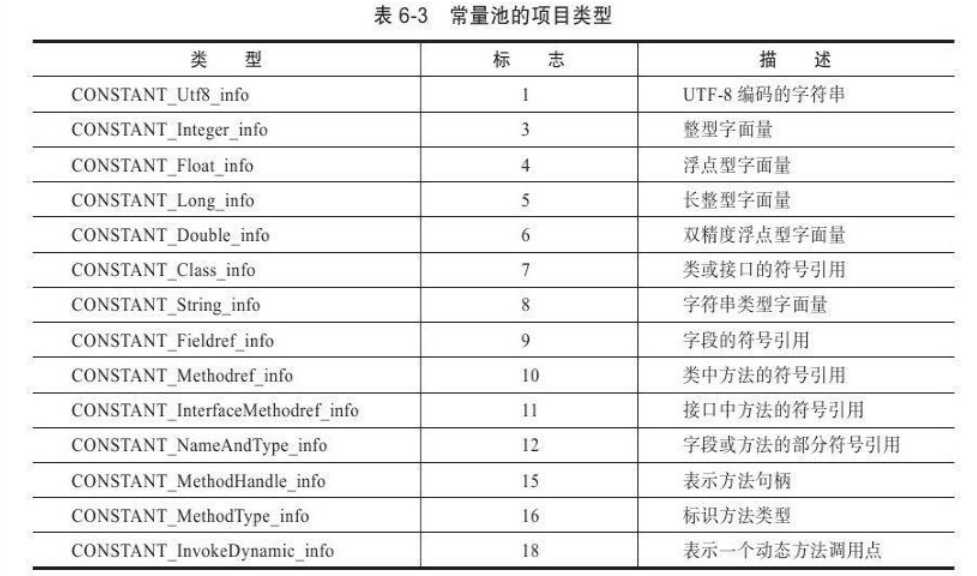 表 6-3 常量池的项目类型
类 型 标 志 描 述
CONSTANT_Utf8_info 1 UTF-8 编码的字符串
CONSTANT_Integer_info 3 整型字面量
CONSTANT_Float_info 4 浮点型字面量
CONSTANT_Long_info 5 长整型字面量
CONSTANT_Double_info 6 双精度浮点型字面量
CONSTANT_Class_info 7 类或接口的符号引用
CONSTANT_String_info 8 字符串类型字面量
CONSTANT_Fieldref_info 9 字段的符号引用
CONSTANT_Methodref_info 10 类中方法的符号引用
CONSTANT_InterfaceMethodref_info 11 接口中方法的符号引用
CONSTANT_NameAndType_info 12 字段或方法的部分符号引用
CONSTANT_MethodHandle_info 15 表示方法句柄
CONSTANT_MethodType_info 16 标识方法类型
CONSTANT_InvokeDynamic_info 18 表示一个动态方法调用点